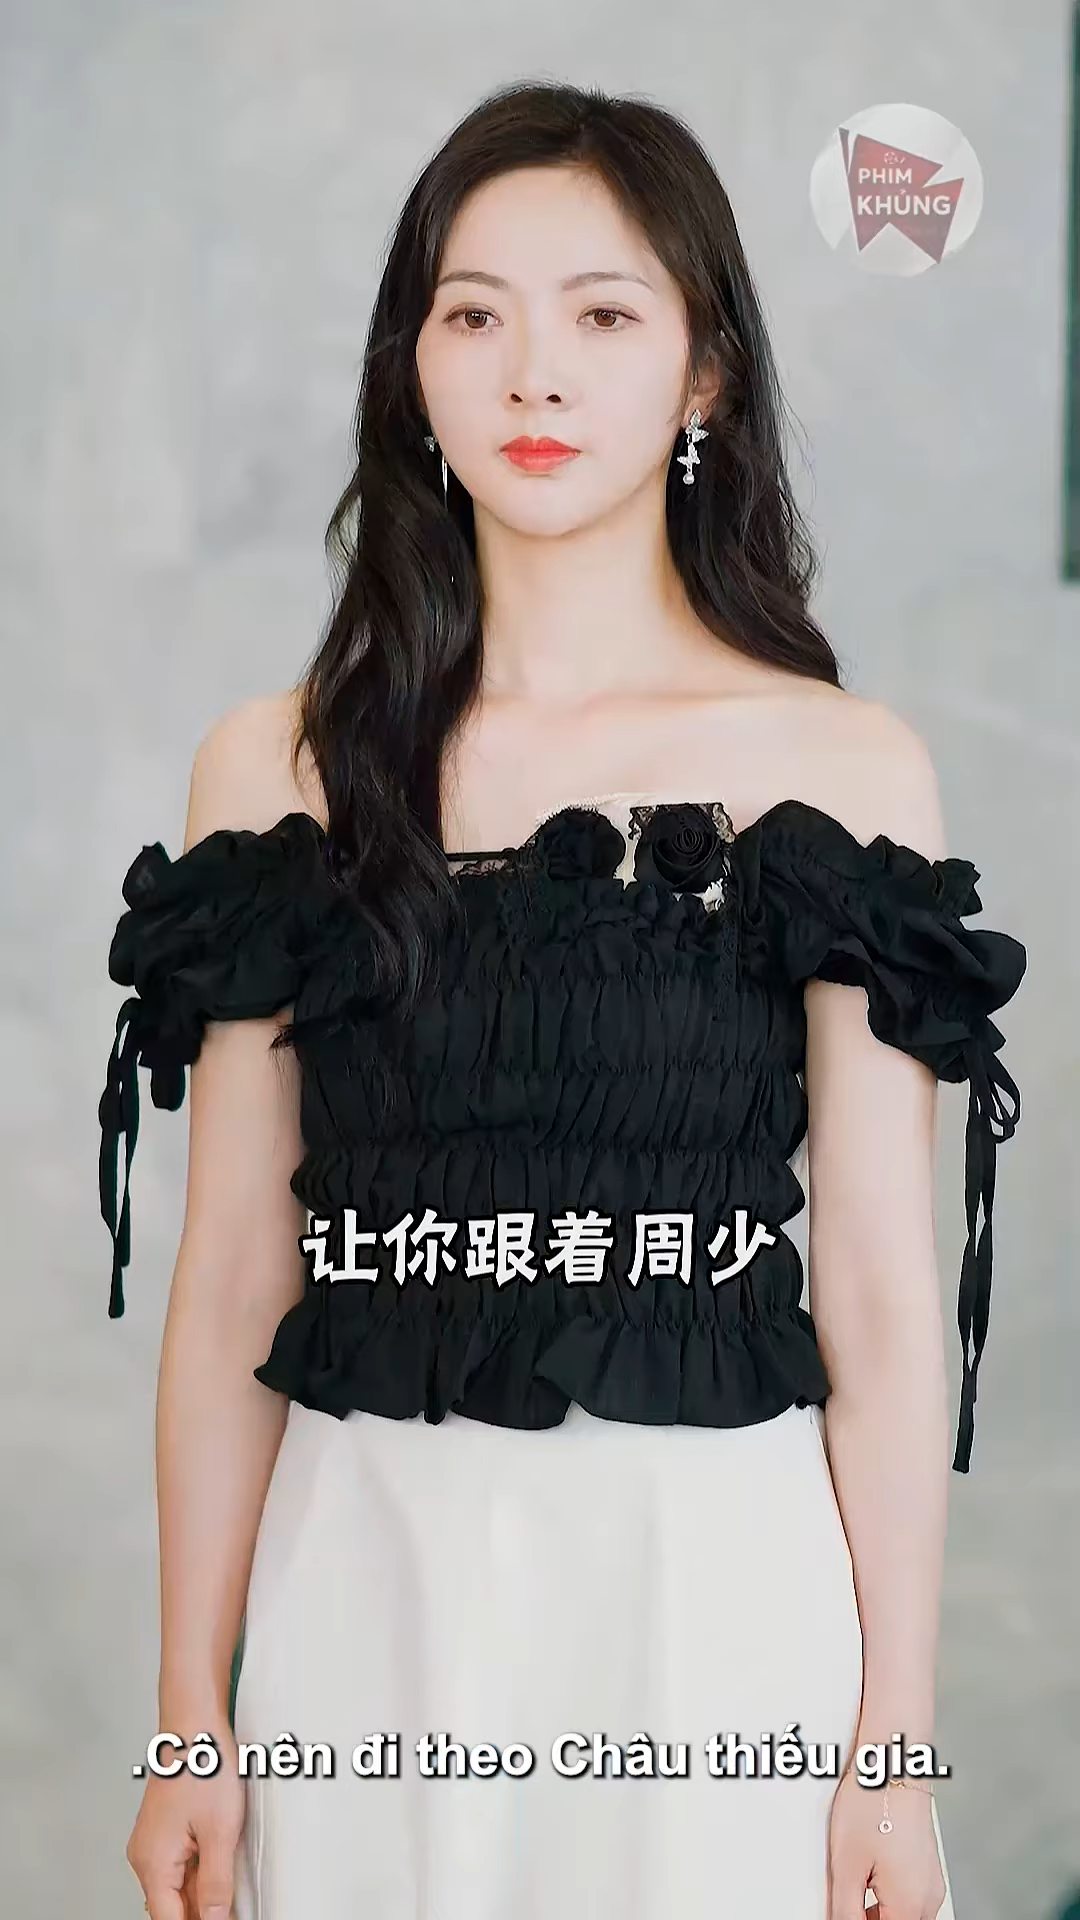 PHIM
KHỦNG
让你跟着周少
.Cô nên đi theo Châu thiếu gia.